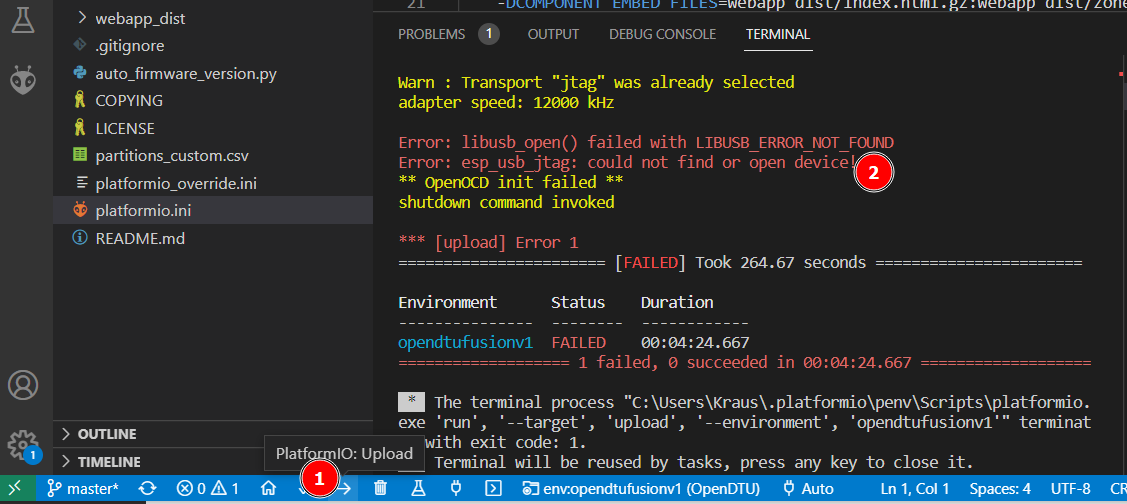 webapp_dist
.gitignore
auto_firmware_version.py
COPYING
LICENSE
partitions_custom.csv
platformio_override.ini
platformio.ini
README.md
OUTLINE
TIMELINE
21 -DCOMPONENT_EMBED_FILES=webapp_dist/index.html.gz:webapp_dist/zone
PROBLEMS 1 OUTPUT DEBUG CONSOLE TERMINAL
Warn : Transport "jtag" was already selected
adapter speed: 12000 kHz
Error: libusb_open() failed with LIBUSB_ERROR_NOT_FOUND
Error: esp_usb_jtag: could not find or open device!
2
** OpenOCD init failed **
shutdown command invoked
*** [upload] Error 1
======================= [FAILED] Took 264.67 seconds =======================
Environment Status Duration
--------------- -------- ------------
opendtufusionv1 FAILED 00:04:24.667
=================== 1 failed, 0 succeeded in 00:04:24.667 ===================
* The terminal process "C:\Users\Kraus\.platformio\penv\Scripts\platformio.
exe 'run', '--target', 'upload', '--environment', 'opendtufusionv1'" terminat
with exit code: 1.
Terminal will be reused by tasks, press any key to close it.
PlatformIO: Upload
1
1
master* 0 1 env:opendtufusionv1 (OpenDTU) Auto Ln 1, Col 1 Spaces: 4 UTF-8 CR